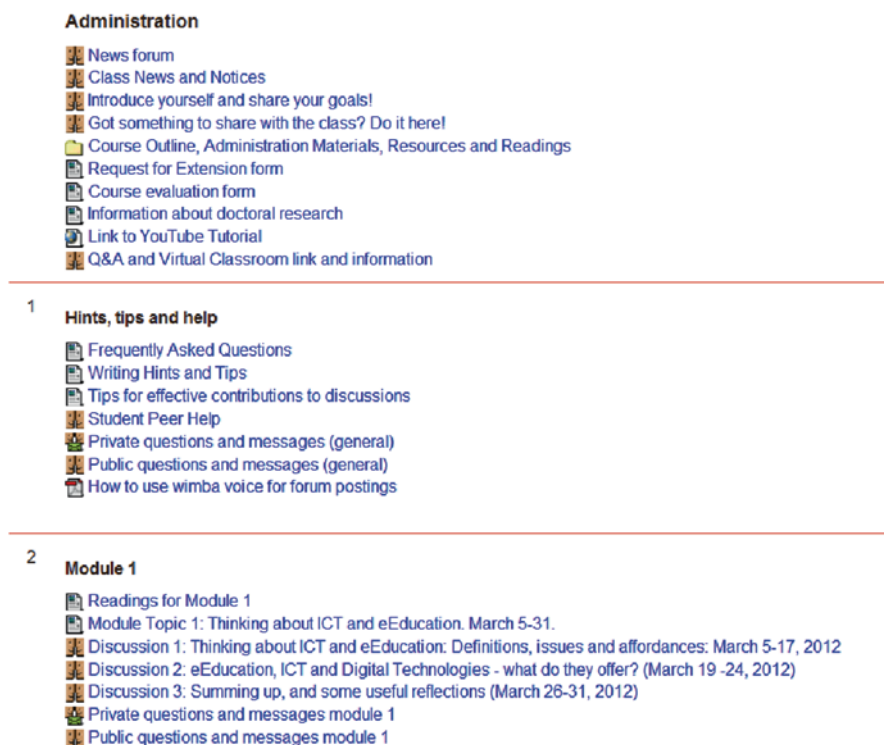 Administration
News forum
Class News and Notices
Introduce yourself and share your goals!
Got something to share with the class? Do it here!
Course Outline, Administration Materials, Resources and Readings
Request for Extension form
Course evaluation form
Information about doctoral research
Link to YouTube Tutorial
Q&A and Virtual Classroom link and information
1
Hints, tips and help
Frequently Asked Questions
Writing Hints and Tips
Tips for effective contributions to discussions
Student Peer Help
Private questions and messages (general)
Public questions and messages (general)
How to use wimba voice for forum postings
2
Module 1
Readings for Module 1
Module Topic 1: Thinking about ICT and eEducation. March 5-31.
Discussion 1: Thinking about ICT and eEducation: Definitions, issues and affordances: March 5-17, 2012
Discussion 2: eEducation, ICT and Digital Technologies - what do they offer? (March 19 -24, 2012)
Discussion 3: Summing up, and some useful reflections (March 26-31, 2012)
Private questions and messages module 1
Public questions and messages module 1